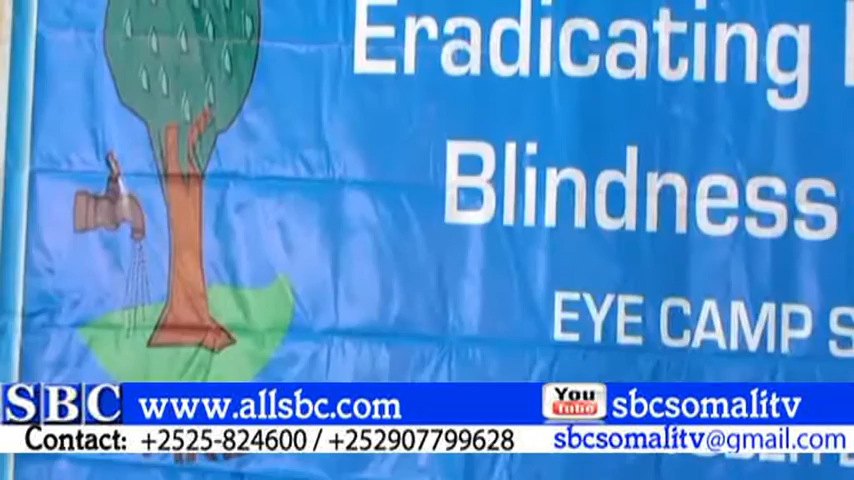 Eradicating
Blindness
EYE CAMP S
SBC www.allsbc.com You Tube sbcsomalitv
Contact: +2525-824600 / +252907799628 sbcsomalitv@gmail.com